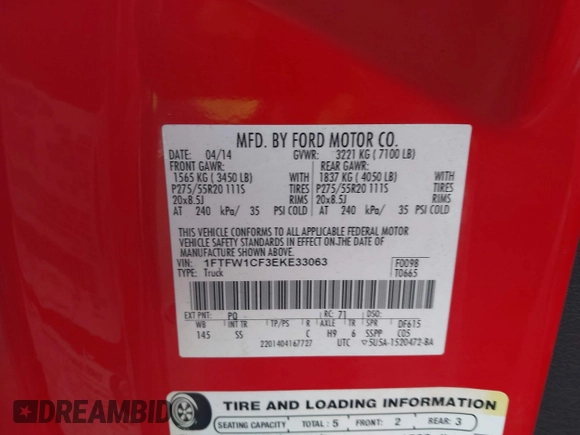 MFD. BY FORD MOTOR CO.
DATE: 04/14 GVWR: 3221 KG ( 7100 LB)
FRONT GAWR: REAR GAWR:
1565 KG ( 3450 LB) WITH 1837 KG ( 4050 LB) WITH
P275/55R20 111S TIRES P275/55R20 111S TIRES
20x8.5J RIMS 20x8.5J RIMS
AT 240 kPa/ 35 PSI COLD AT 240 kPa/ 35 PSI COLD
THIS VEHICLE CONFORMS TO ALL APPLICABLE FEDERAL MOTOR
VEHICLE SAFETY STANDARDS IN EFFECT ON THE DATE OF
MANUFACTURE SHOWN ABOVE.
VIN: 1FTFW1CF3EKE33063 F0098
TYPE: Truck T0665
EXT PNT: PQ RC: 71 DSO:
WB INT TR TP/PS R AXLE TR SPR DF615
145 SS C H9 6 SSPP C05
2201404167727 UTC ▽5U5A-1520472-BA
TIRE AND LOADING INFORMATION
SEATING CAPACITY TOTAL: 5 FRONT: 2 REAR: 3
DREAMBID